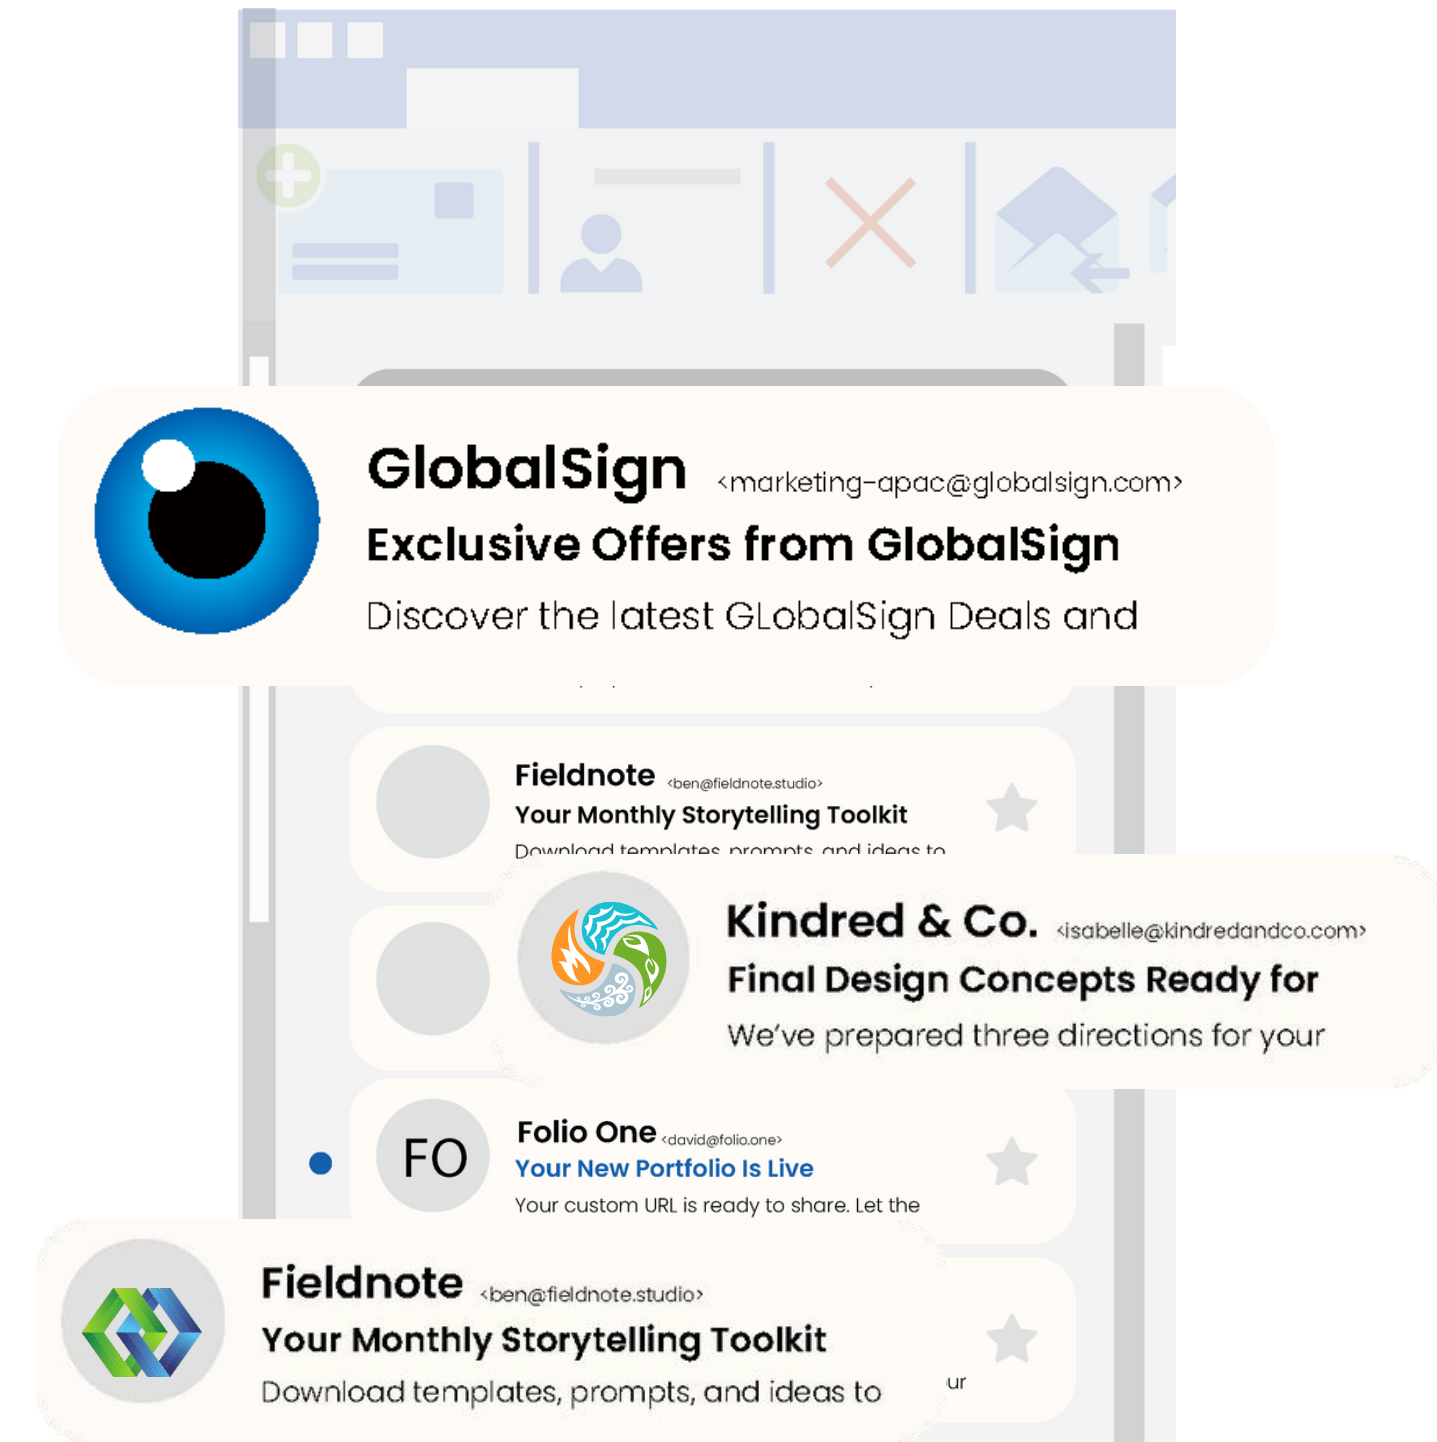 GlobalSign <marketing-apac@globalsign.com>
Exclusive Offers from GlobalSign
Discover the latest GLobalSign Deals and
Fieldnote <ben@fieldnote.studio>
Your Monthly Storytelling Toolkit
Download templates, prompts, and ideas to
Kindred & Co. <isabelle@kindredandco.com>
Final Design Concepts Ready for
We've prepared three directions for your
FO
Folio One <david@folio.one>
Your New Portfolio Is Live
Your custom URL is ready to share. Let the
Fieldnote <ben@fieldnote.studio>
Your Monthly Storytelling Toolkit
Download templates, prompts, and ideas to